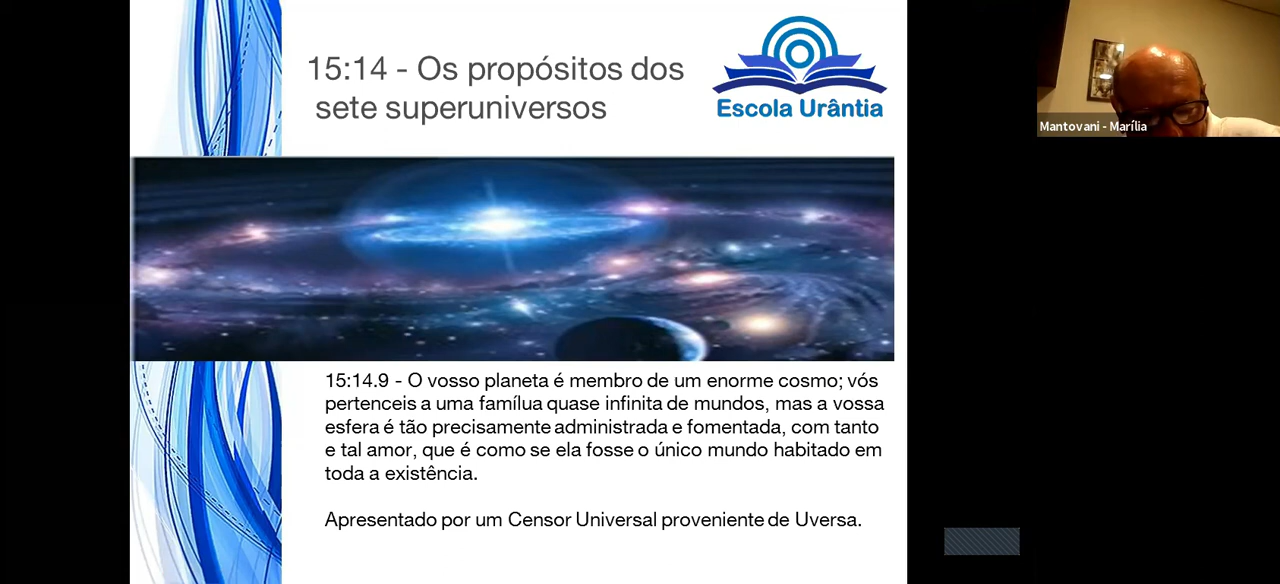 15:14 - Os propósitos dos
sete superuniversos
Escola Urântia
Mantovani - Marília
15:14.9 - O vosso planeta é membro de um enorme cosmo; vós
pertenceis a uma famílua quase infinita de mundos, mas a vossa
esfera é tão precisamente administrada e fomentada, com tanto
e tal amor, que é como se ela fosse o único mundo habitado em
toda a existência.
Apresentado por um Censor Universal proveniente de Uversa.